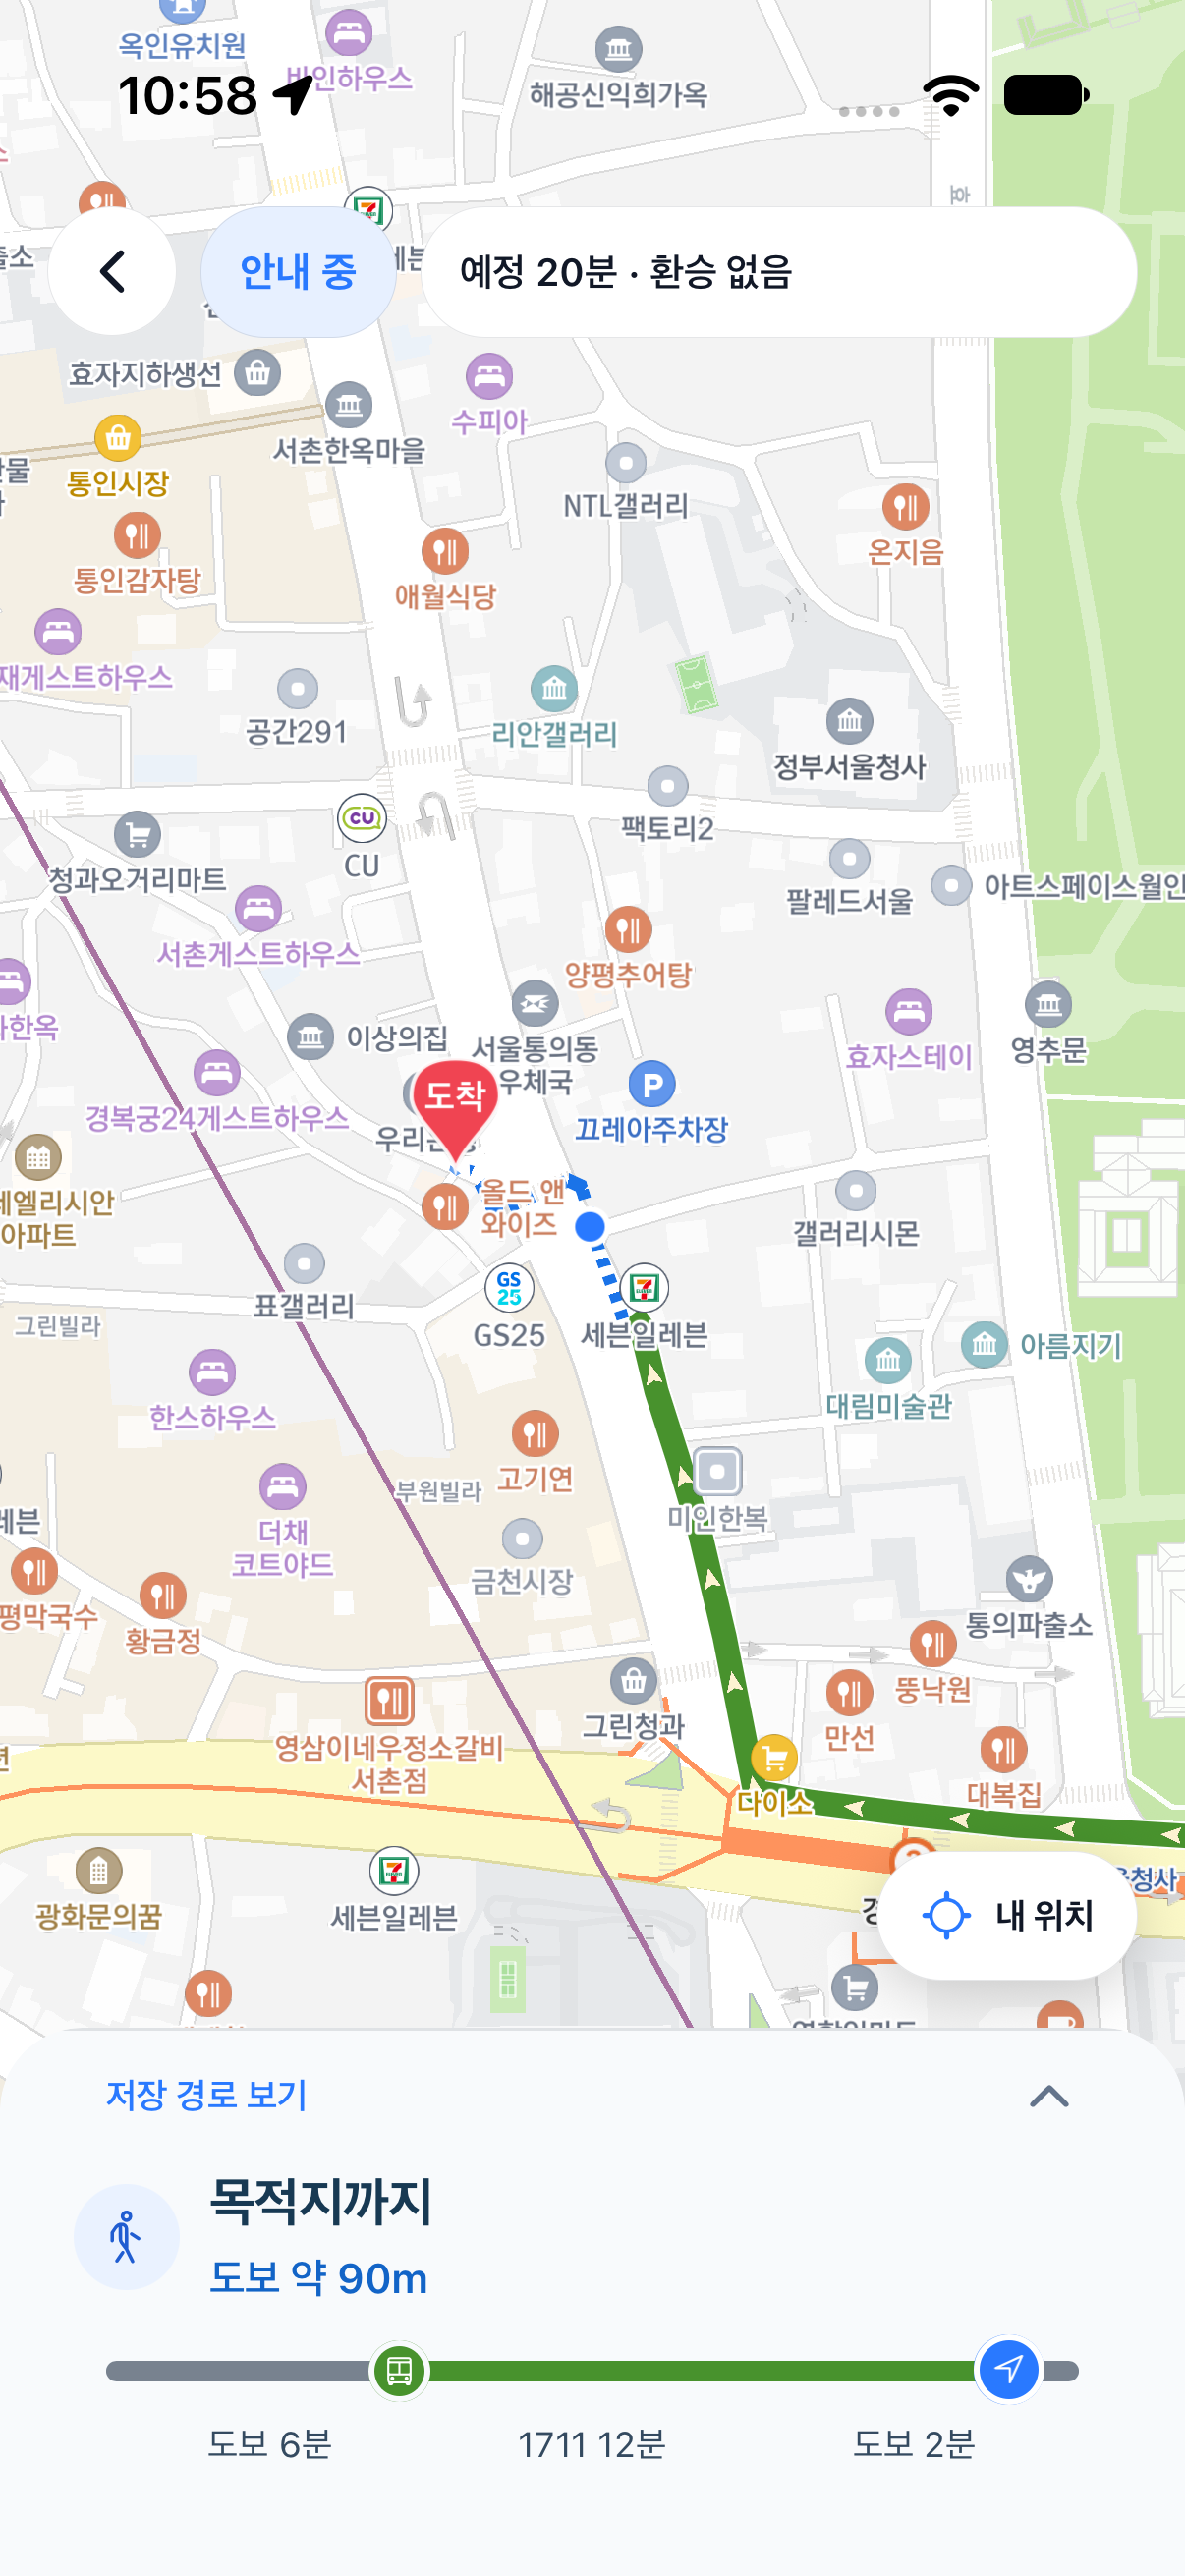 옥인유치원
바인하우스
해공신익희가옥
10:58
안내 중
예정 20분 · 환승 없음
효자지하생선
서촌한옥마을
수피아
통인시장
NTL갤러리
온지음
통인감자탕
애월식당
재게스트하우스
공간291
리안갤러리
정부서울청사
팩토리2
CU
CU
청과오거리마트
팔레드서울
아트스페이스월인
서촌게스트하우스
양평추어탕
이상의집
서울통의동
우체국
효자스테이
영추문
도착
P
경복궁24게스트하우스
끄레아주차장
올드 앤
와이즈
갤러리시몬
아파트
표갤러리
GS
25
GS25
세븐일레븐
그린빌라
아름지기
대림미술관
한스하우스
고기연
부원빌라
미인한복
더채
코트야드
금천시장
평막국수
황금정
통의파출소
뚱낙원
그린청과
만선
영삼이네우정소갈비
서촌점
다이소
대복집
광화문의꿈
세븐일레븐
내 위치
저장 경로 보기
목적지까지
도보 약 90m
도보 6분
1711 12분
도보 2분